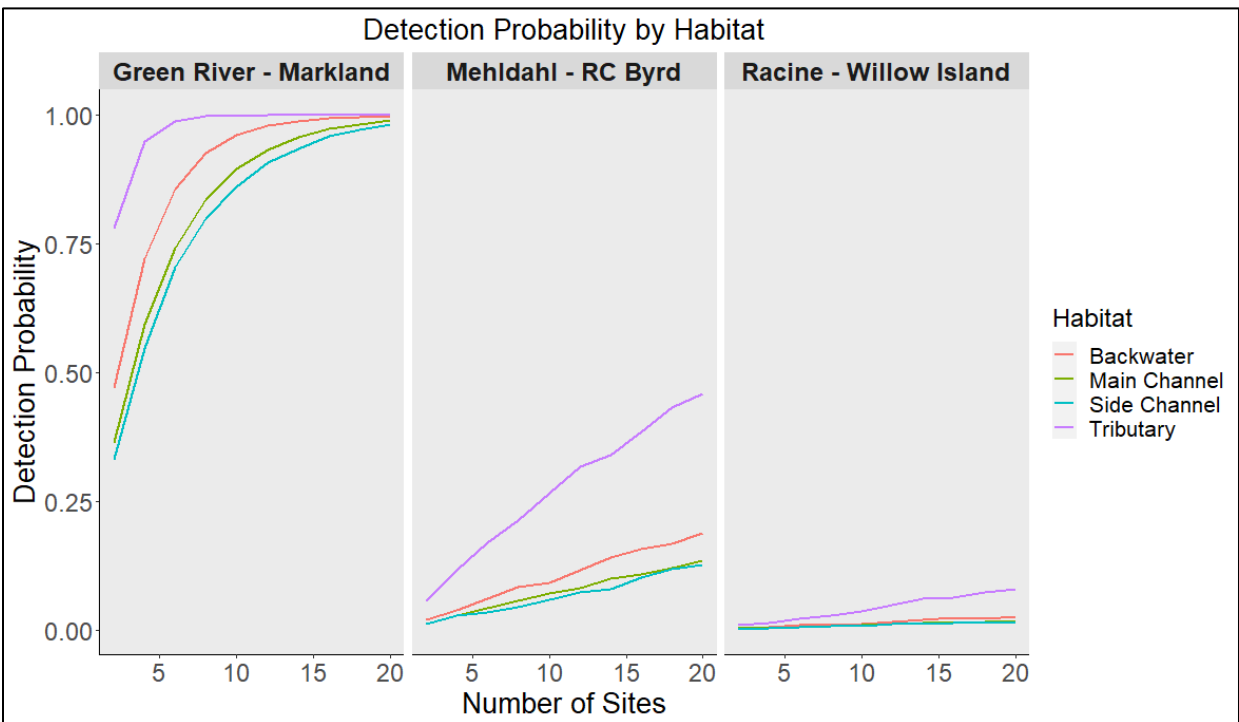 Detection Probability by Habitat
Green River - Markland
Mehldahl - RC Byrd
Racine - Willow Island
1.00
0.75
0.50
0.25
0.00
Detection Probability
5 10 15 20
5 10 15 20
5 10 15 20
Number of Sites
Habitat
Backwater
Main Channel
Side Channel
Tributary